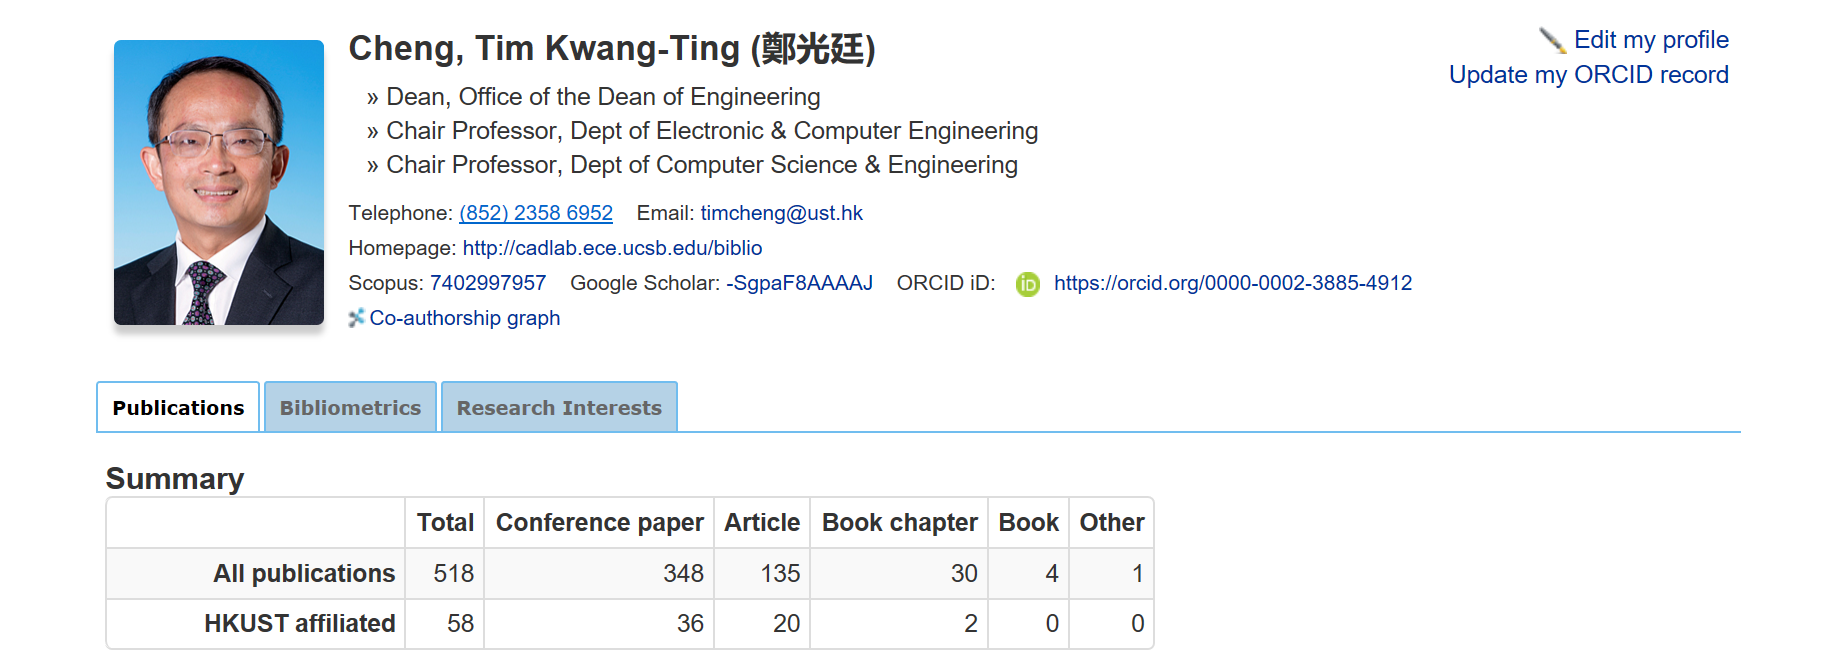 Cheng, Tim Kwang-Ting (鄭光廷)
Edit my profile
Update my ORCID record
» Dean, Office of the Dean of Engineering
» Chair Professor, Dept of Electronic & Computer Engineering
» Chair Professor, Dept of Computer Science & Engineering
Telephone: (852) 2358 6952 Email: timcheng@ust.hk
Homepage: http://cadlab.ece.ucsb.edu/biblio
Scopus: 7402997957 Google Scholar: -SgpaF8AAAAJ ORCID iD: iD https://orcid.org/0000-0002-3885-4912
Co-authorship graph
Publications Bibliometrics Research Interests
Summary
Total Conference paper Article Book chapter Book Other
All publications 518 348 135 30 4 1
HKUST affiliated 58 36 20 2 0 0